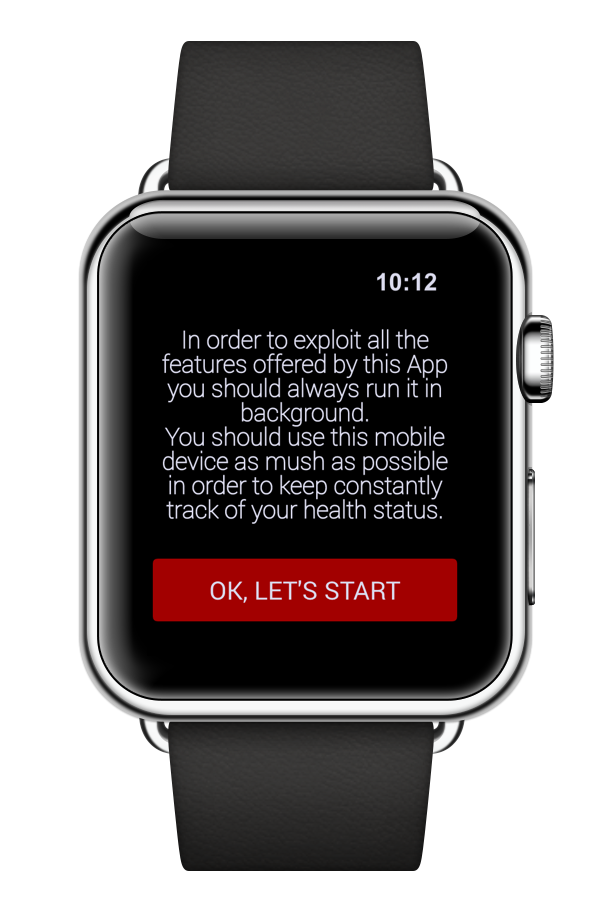 10:12
In order to exploit all the
features offered by this App
you should always run it in
background.
You should use this mobile
device as mush as possible
in order to keep constantly
track of your health status.
OK, LET'S START